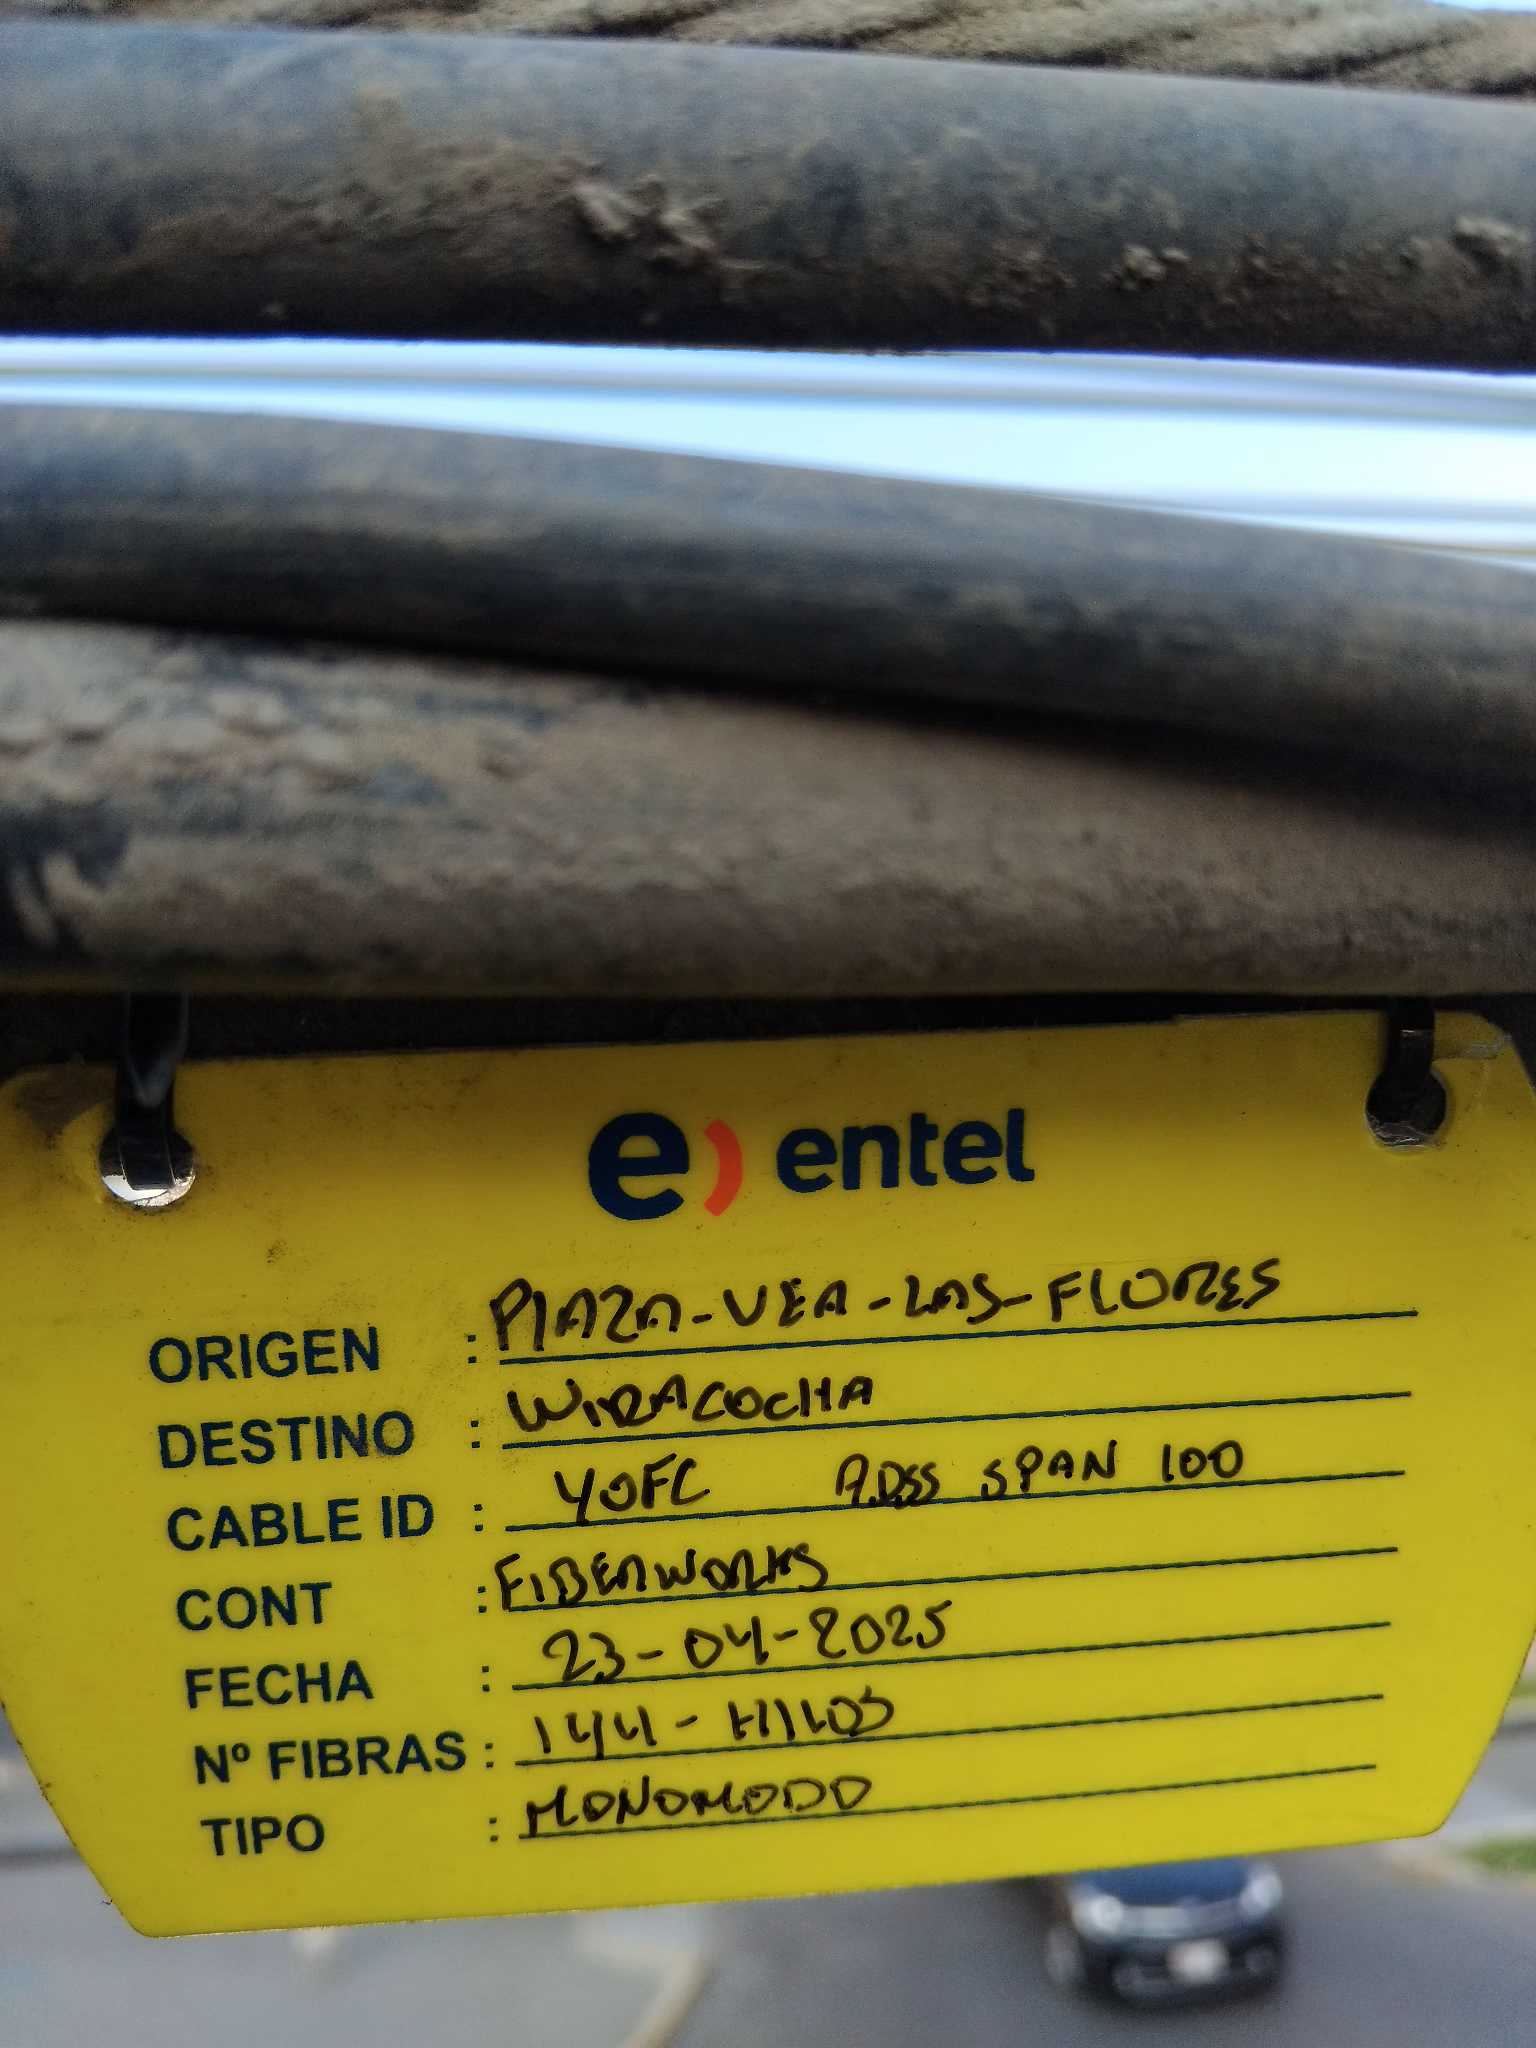 e) entel
ORIGEN : PLAZA-VEA-LAS-FLORES
DESTINO : WIRACOCHA
CABLE ID : YOFC ADSS SPAN 100
CONT : FIBERWORKS
FECHA : 23-04-2025
Nº FIBRAS : 144-HILOS
TIPO : MONOMODO